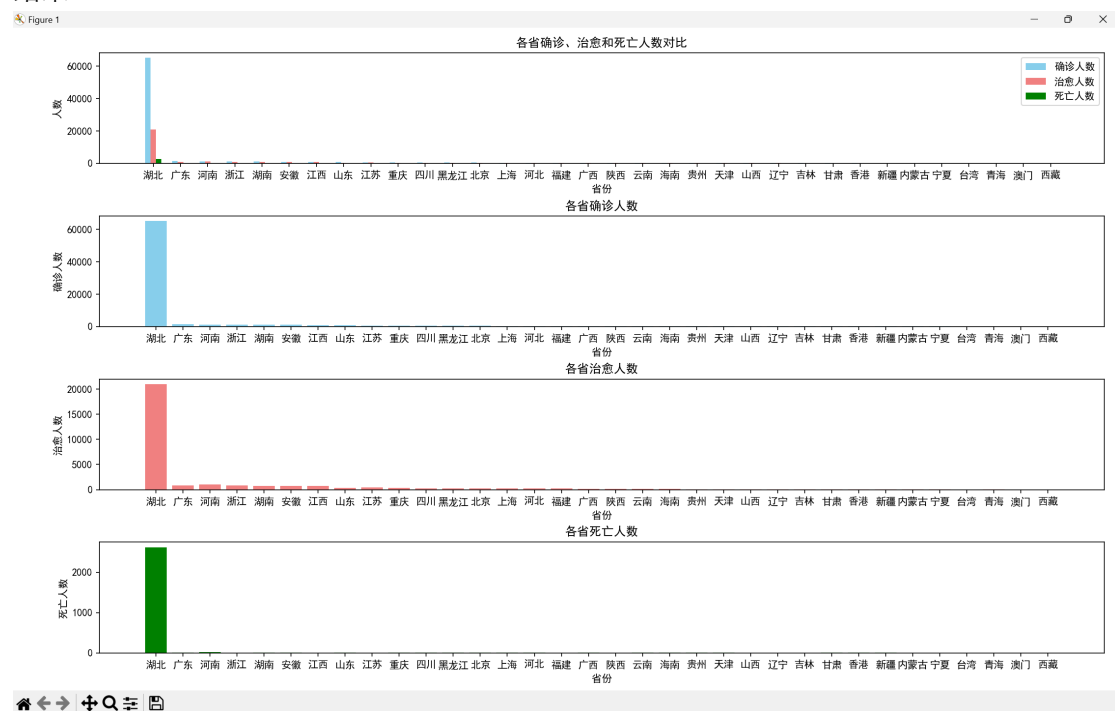 Figure 1
各省确诊、治愈和死亡人数对比
人数
60000
40000
20000
0
确诊人数
治愈人数
死亡人数
湖北 广东 河南 浙江 湖南 安徽 江西 山东 江苏 重庆 四川 黑龙江 北京 上海 河北 福建 广西 陕西 云南 海南 贵州 天津 山西 辽宁 吉林 甘肃 香港 新疆 内蒙古 宁夏 台湾 青海 澳门 西藏
省份
各省确诊人数
确诊人数
60000
40000
20000
0
湖北 广东 河南 浙江 湖南 安徽 江西 山东 江苏 重庆 四川 黑龙江 北京 上海 河北 福建 广西 陕西 云南 海南 贵州 天津 山西 辽宁 吉林 甘肃 香港 新疆 内蒙古 宁夏 台湾 青海 澳门 西藏
省份
各省治愈人数
治愈人数
20000
15000
10000
5000
0
湖北 广东 河南 浙江 湖南 安徽 江西 山东 江苏 重庆 四川 黑龙江 北京 上海 河北 福建 广西 陕西 云南 海南 贵州 天津 山西 辽宁 吉林 甘肃 香港 新疆 内蒙古 宁夏 台湾 青海 澳门 西藏
省份
各省死亡人数
死亡人数
2000
1000
0
湖北 广东 河南 浙江 湖南 安徽 江西 山东 江苏 重庆 四川 黑龙江 北京 上海 河北 福建 广西 陕西 云南 海南 贵州 天津 山西 辽宁 吉林 甘肃 香港 新疆 内蒙古 宁夏 台湾 青海 澳门 西藏
省份